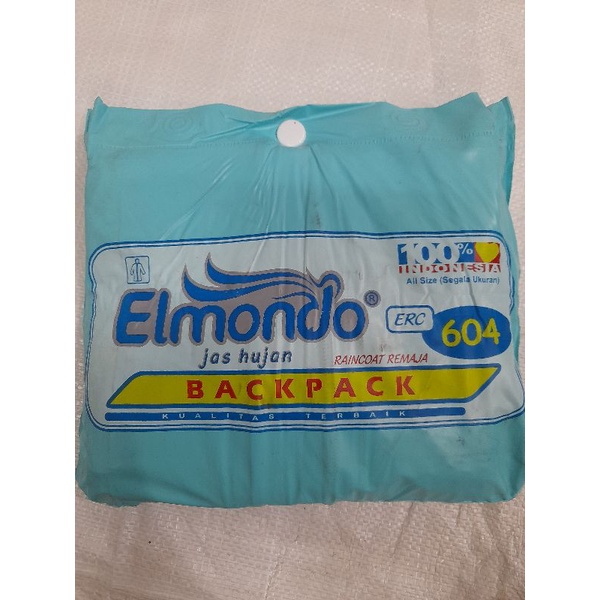 100%
INDONESIA
All Size (Segala Ukuran)
Elmondo®
ERC 604
jas hujan
RAINCOAT REMAJA
BACKPACK
KUALITAS TERBAIK